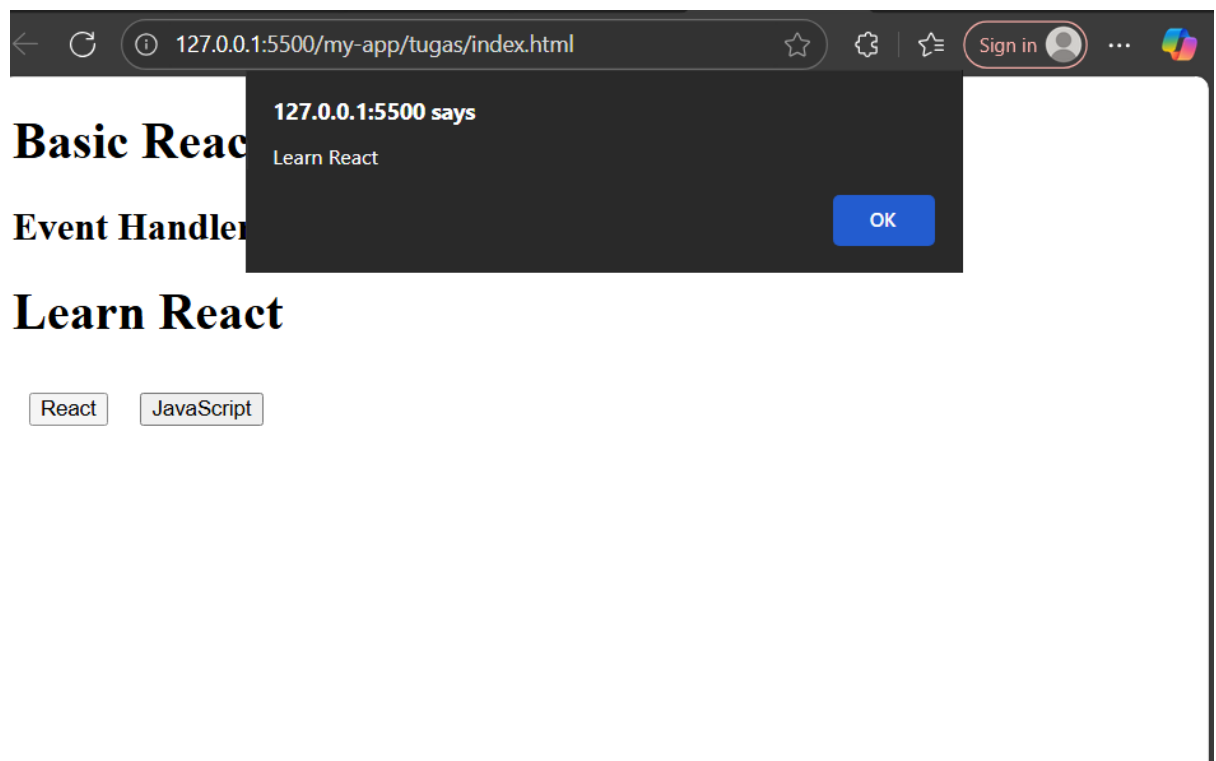 127.0.0.1:5500/my-app/tugas/index.html
Sign in
127.0.0.1:5500 says
Learn React
OK
Basic Reac
Event Handler
Learn React
React
JavaScript